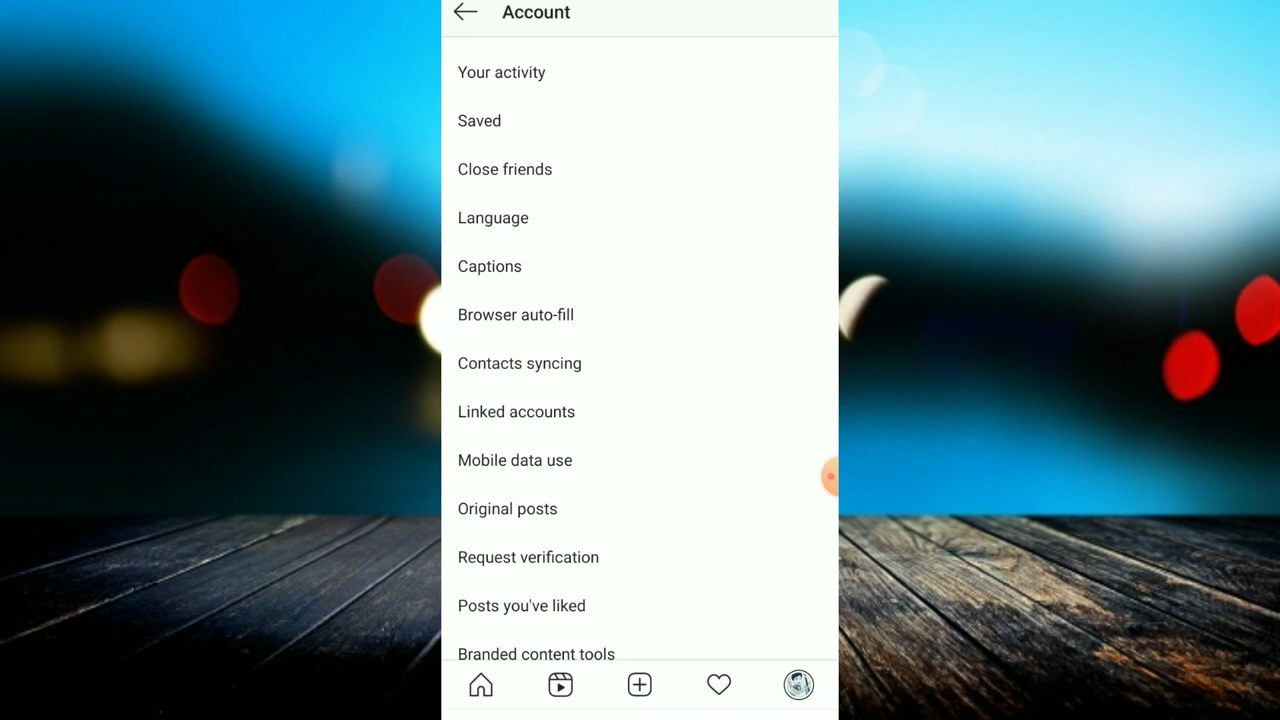 Account
Your activity
Saved
Close friends
Language
Captions
Browser auto-fill
Contacts syncing
Linked accounts
Mobile data use
Original posts
Request verification
Posts you've liked
Branded content tools